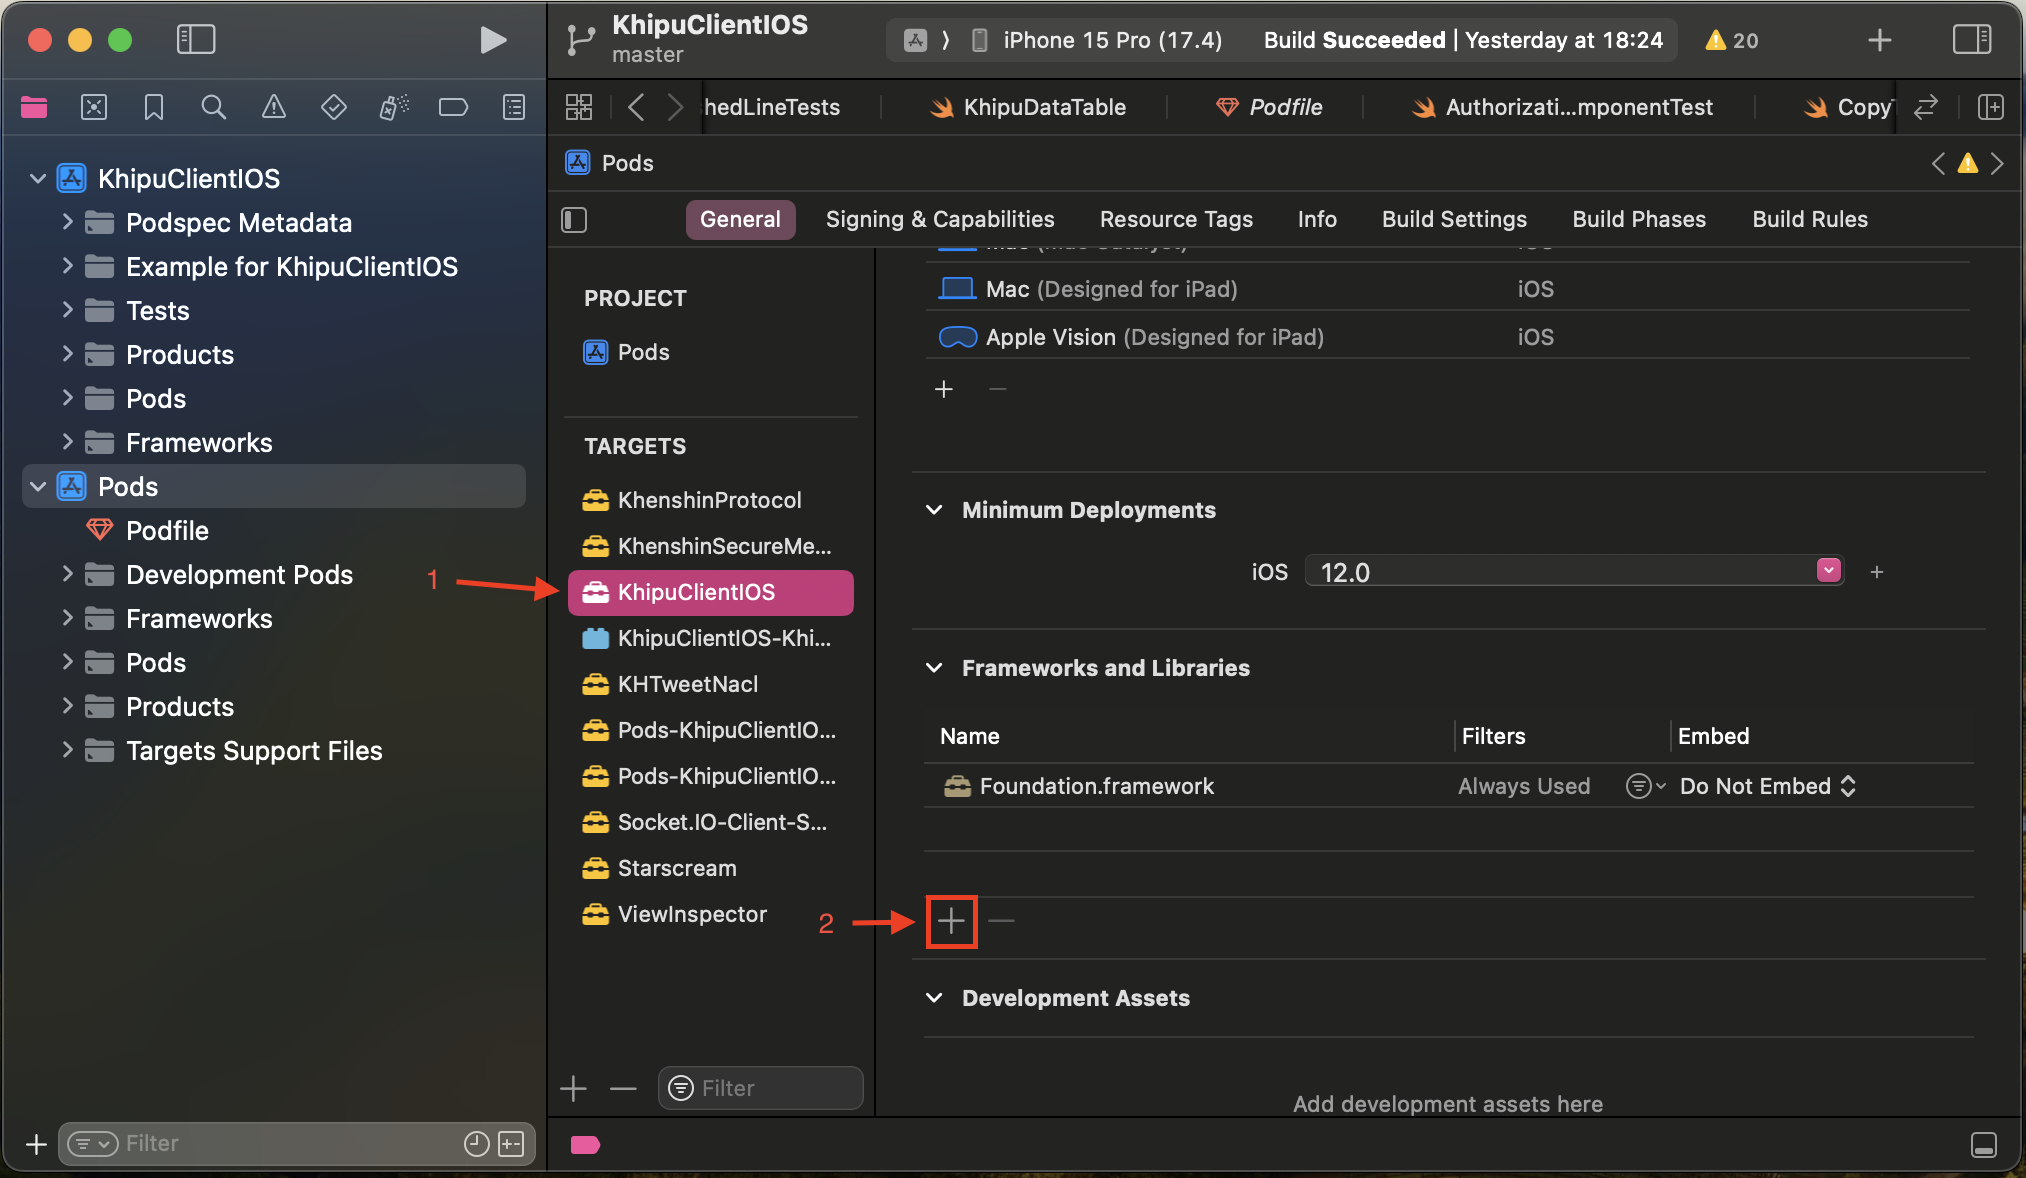 KhipuClientIOS
master
iPhone 15 Pro (17.4)
Build Succeeded | Yesterday at 18:24
20
hedLineTests
KhipuDataTable
Podfile
Authorizati...mponentTest
Copy
Pods
General
Signing & Capabilities
Resource Tags
Info
Build Settings
Build Phases
Build Rules
KhipuClientIOS
Podspec Metadata
Example for KhipuClientIOS
Tests
Products
Pods
Frameworks
Pods
Podfile
Development Pods
Frameworks
Pods
Products
Targets Support Files
Filter
PROJECT
Pods
TARGETS
KhenshinProtocol
KhenshinSecureMe...
1
KhipuClientIOS
KhipuClientIOS-Khi...
KHTweetNacl
Pods-KhipuClientIO...
Pods-KhipuClientIO...
Socket.IO-Client-S...
Starscream
ViewInspector
Filter
Mac (Mac Catalyst)
iOS
Mac (Designed for iPad)
iOS
Apple Vision (Designed for iPad)
iOS
Minimum Deployments
iOS
12.0
Frameworks and Libraries
Name
Filters
Embed
Foundation.framework
Always Used
Do Not Embed
2
Development Assets
Add development assets here